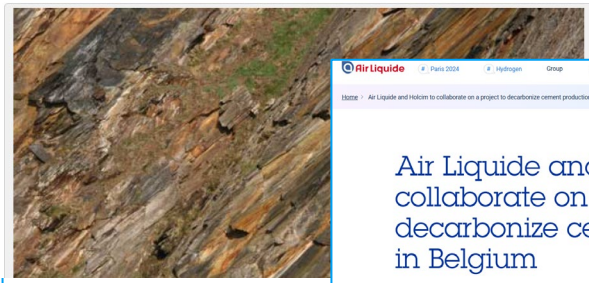 Air Liquide
# Paris 2024
# Hydrogen
Group
Home > Air Liquide and Holcim to collaborate on a project to decarbonize cement production
Air Liquide and
collaborate on
decarbonize ce
in Belgium